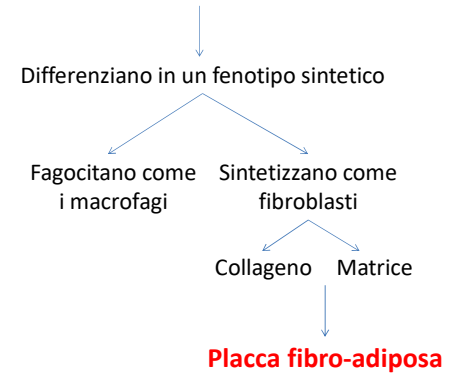 Differenziano in un fenotipo sintetico
Fagocitano come
i macrofagi
Sintetizzano come
fibroblasti
Collageno
Matrice
Placca fibro-adiposa